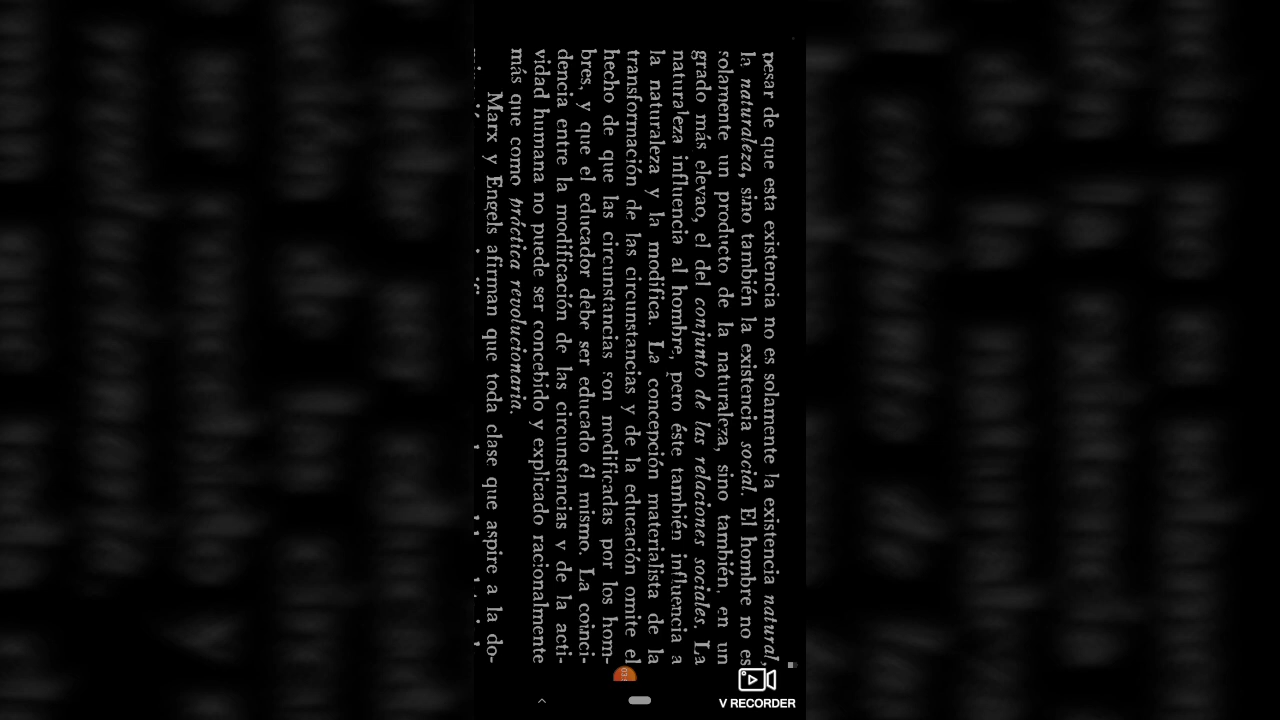 pesar de que esta existencia no es solamente la existencia natural,
la naturaleza, sino también la existencia social. El hombre no es
solamente un producto de la naturaleza, sino también, en un
grado más elevao, el del conjunto de las relaciones sociales. La
naturaleza influencia al hombre, pero éste también influencia a
la naturaleza y la modifica. La concepción materialista de la
transformación de las circunstancias y de la educación omite el
hecho de que las circunstancias son modificadas por los hom-
bres, y que el educador debe ser educado él mismo. La coinci-
dencia entre la modificación de las circunstancias y de la acti-
vidad humana no puede ser concebido y explicado racionalmente
más que como práctica revolucionaria.
Marx y Engels afirman que toda clase que aspire a la do-
V RECORDER